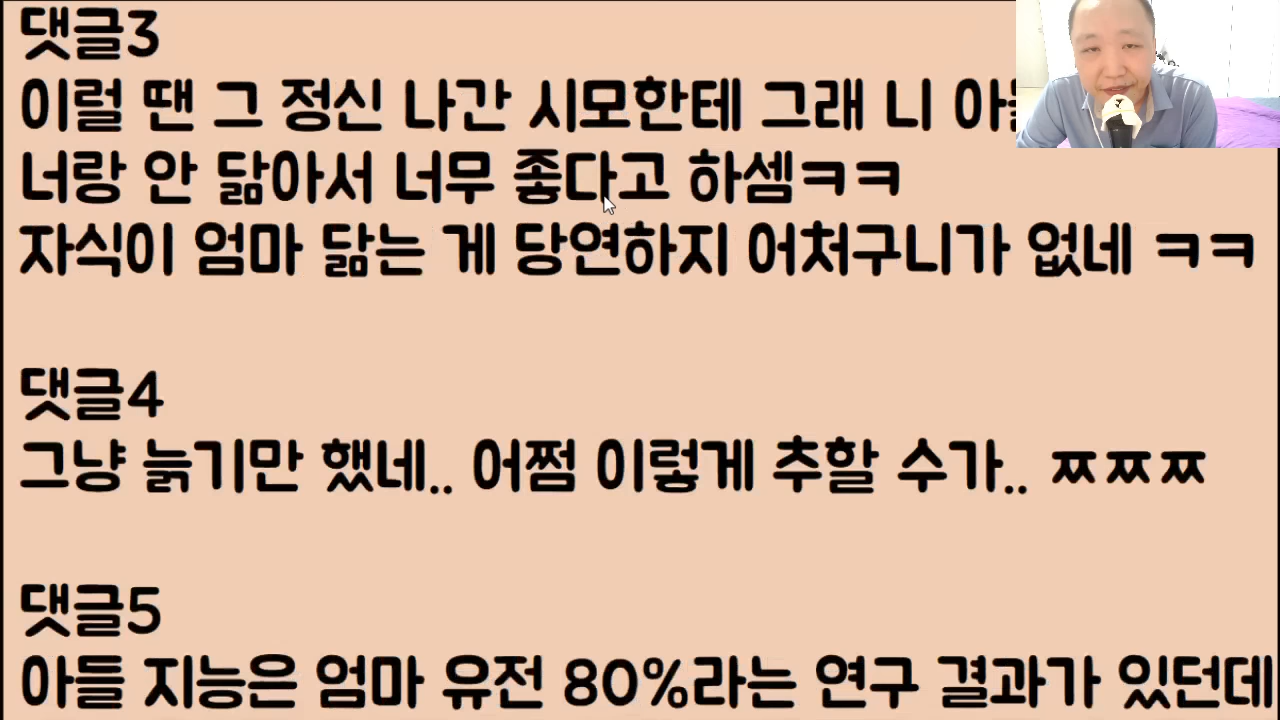 댓글3
이럴 땐 그 정신 나간 시모한테 그래 니
너랑 안 닮아서 너무 좋다고 하셈ㅋㅋ
자식이 엄마 닮는 게 당연하지 어처구니가 없네 ㅋㅋ
댓글4
그냥 늙기만 했네.. 어쩜 이렇게 추할 수가.. ㅉㅉㅉ
댓글5
아들 지능은 엄마 유전 80%라는 연구 결과가 있던데